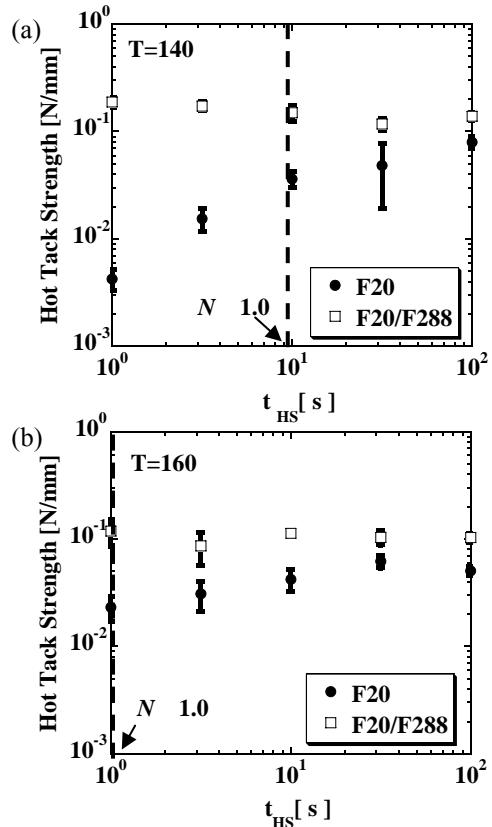 (a)
T=140
Hot Tack Strength [N/mm]
10^0
10^-1
10^-2
10^-3
N 1.0
F20
F20/F288
10^0 10^1 10^2
t_HS [ s ]
(b)
T=160
Hot Tack Strength [N/mm]
10^0
10^-1
10^-2
10^-3
N 1.0
F20
F20/F288
10^0 10^1 10^2
t_HS [ s ]